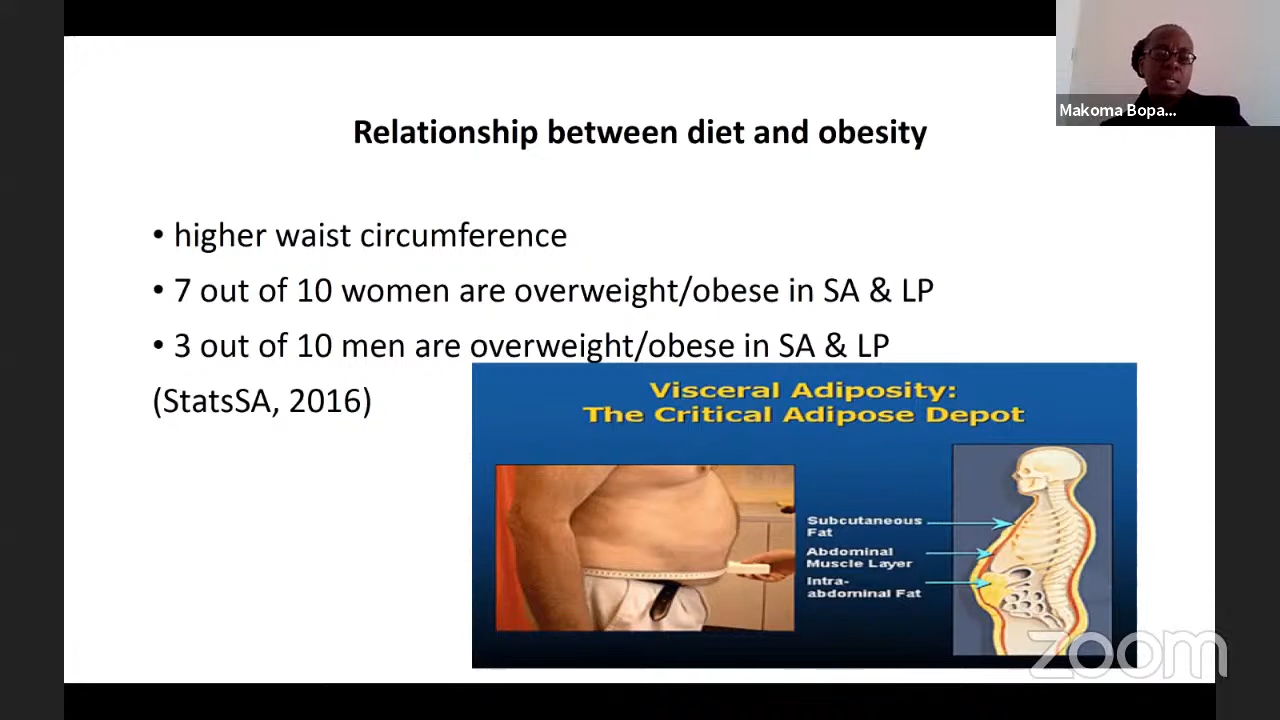 Makoma Bopa...
Relationship between diet and obesity
• higher waist circumference
• 7 out of 10 women are overweight/obese in SA & LP
• 3 out of 10 men are overweight/obese in SA & LP
(StatsSA, 2016)
Visceral Adiposity:
The Critical Adipose Depot
Subcutaneous
Fat
Abdominal
Muscle Layer
Intra-
abdominal Fat
zoom